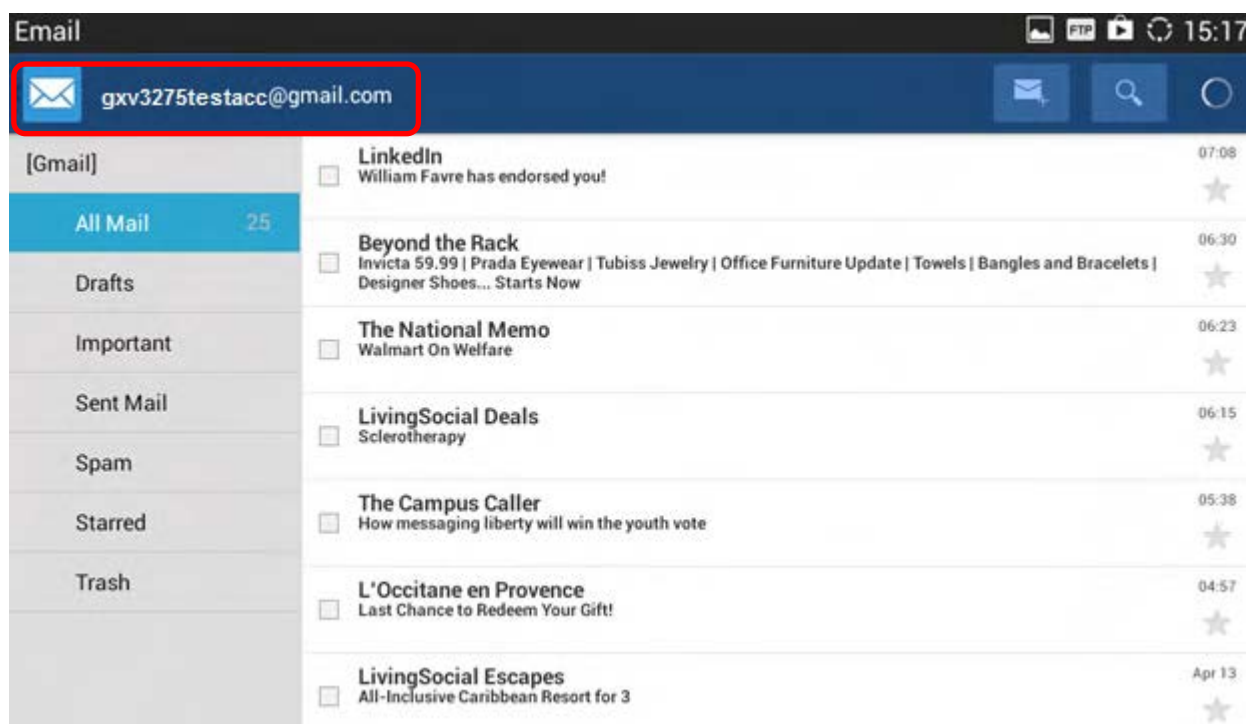 Email
FTP
15:17
gxv3275testacc@gmail.com
[Gmail]
All Mail 25
Drafts
Important
Sent Mail
Spam
Starred
Trash
LinkedIn 07:08
William Favre has endorsed you!
Beyond the Rack 06:30
Invicta 59.99 | Prada Eyewear | Tubiss Jewelry | Office Furniture Update | Towels | Bangles and Bracelets |
Designer Shoes... Starts Now
The National Memo 06:23
Walmart On Welfare
LivingSocial Deals 06:15
Sclerotherapy
The Campus Caller 05:38
How messaging liberty will win the youth vote
L'Occitane en Provence 04:57
Last Chance to Redeem Your Gift!
LivingSocial Escapes Apr 13
All-Inclusive Caribbean Resort for 3